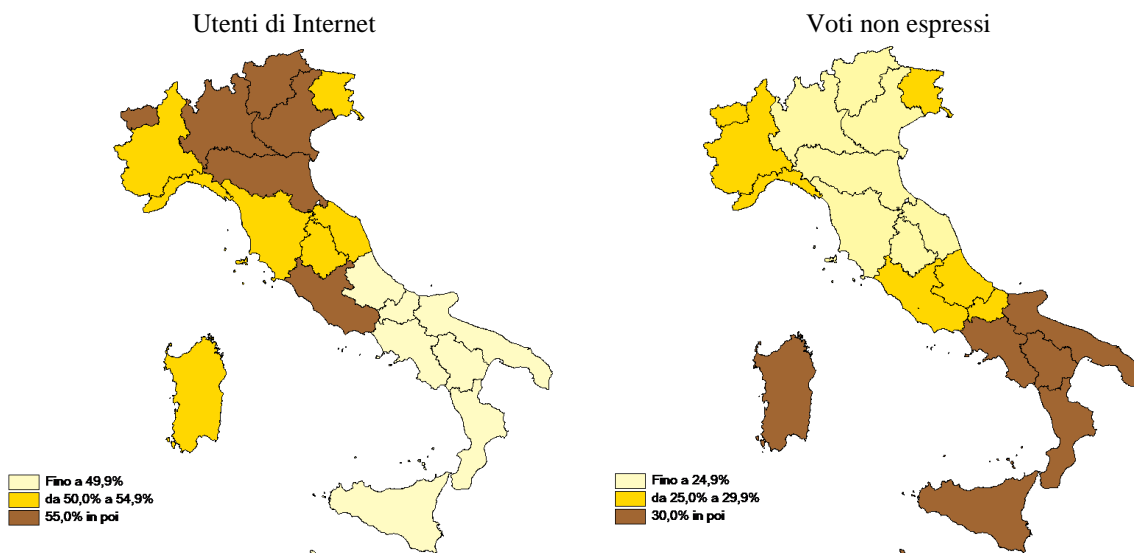 Utenti di Internet
Voti non espressi
Fino a 49,9%
da 50,0% a 54,9%
55,0% in poi
Fino a 24,9%
da 25,0% a 29,9%
30,0% in poi